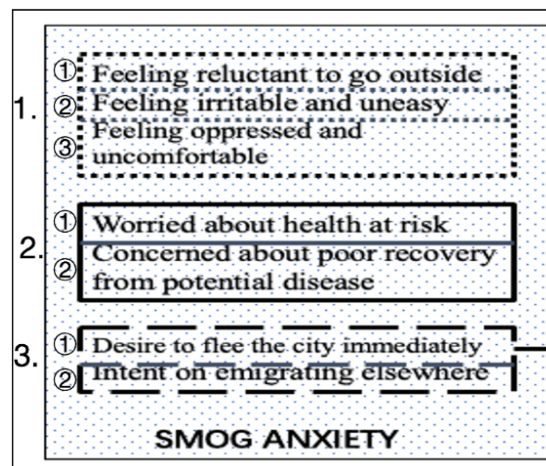 ① Feeling reluctant to go outside
1. ② Feeling irritable and uneasy
③ Feeling oppressed and
uncomfortable
① Worried about health at risk
2. ② Concerned about poor recovery
from potential disease
① Desire to flee the city immediately
3. ② Intent on emigrating elsewhere
SMOG ANXIETY